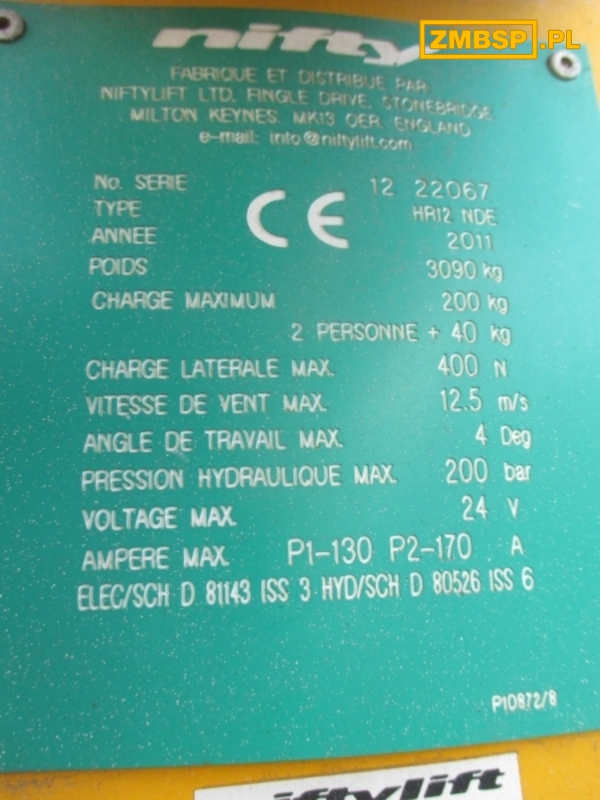 ZMBSP.PL
nifty
FABRIQUE ET DISTRIBUE PAR:
NIFTYLIFT LTD, FINGLE DRIVE, STONEBRIDGE
MILTON KEYNES, MK13 0ER, ENGLAND
e-mail: info@niftylift.com
No. SERIE 12 22067
TYPE HR12 NDE
CE
ANNEE 2011
POIDS 3090 kg
CHARGE MAXIMUM 200 kg
2 PERSONNE + 40 kg
CHARGE LATERALE MAX. 400 N
VITESSE DE VENT MAX. 12.5 m/s
ANGLE DE TRAVAIL MAX. 4 Deg
PRESSION HYDRAULIQUE MAX. 200 bar
VOLTAGE MAX. 24 V
AMPERE MAX. P1-130 P2-170 A
ELEC/SCH D 81143 ISS 3 HYD/SCH D 80526 ISS 6
P10872/8
niftylift